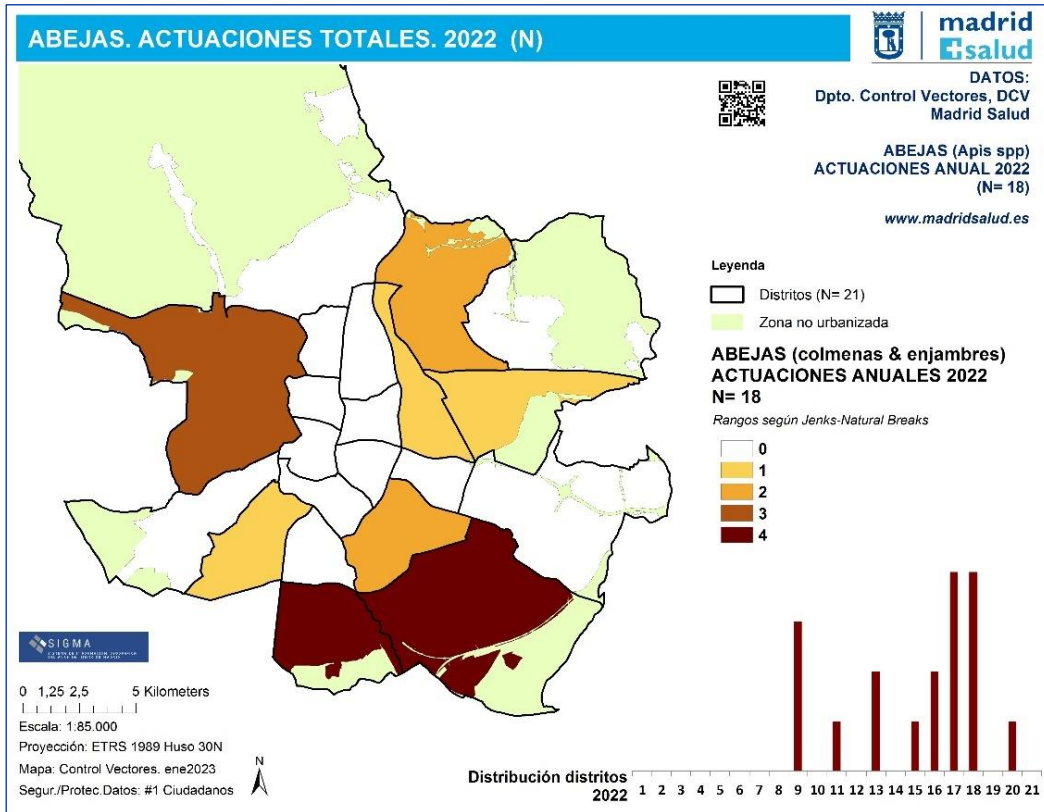 ABEJAS. ACTUACIONES TOTALES. 2022 (N)
madrid
salud
DATOS:
Dpto. Control Vectores, DCV
Madrid Salud
ABEJAS (Apis spp)
ACTUACIONES ANUAL 2022
(N= 18)
www.madridsalud.es
Leyenda
Distritos (N= 21)
Zona no urbanizada
ABEJAS (colmenas & enjambres)
ACTUACIONES ANUALES 2022
N= 18
Rangos según Jenks-Natural Breaks
0
1
2
3
4
SIGMA
0 1,25 2,5 5 Kilometers
Escala: 1:85.000
Proyección: ETRS 1989 Huso 30N
Mapa: Control Vectores. ene2023
Segur./Protec.Datos: #1 Ciudadanos
N
Distribución distritos
2022
1 2 3 4 5 6 7 8 9 10 11 12 13 14 15 16 17 18 19 20 21